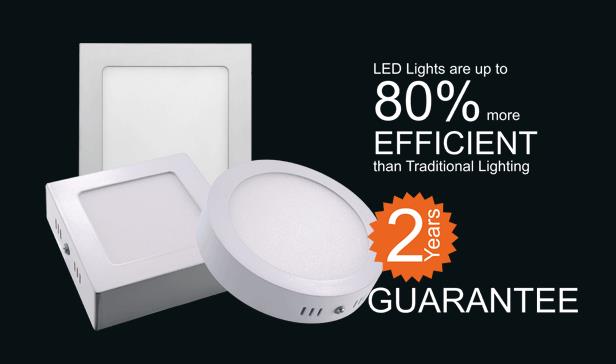 LED Lights are up to
80% more
EFFICIENT
than Traditional Lighting
2 Years
GUARANTEE